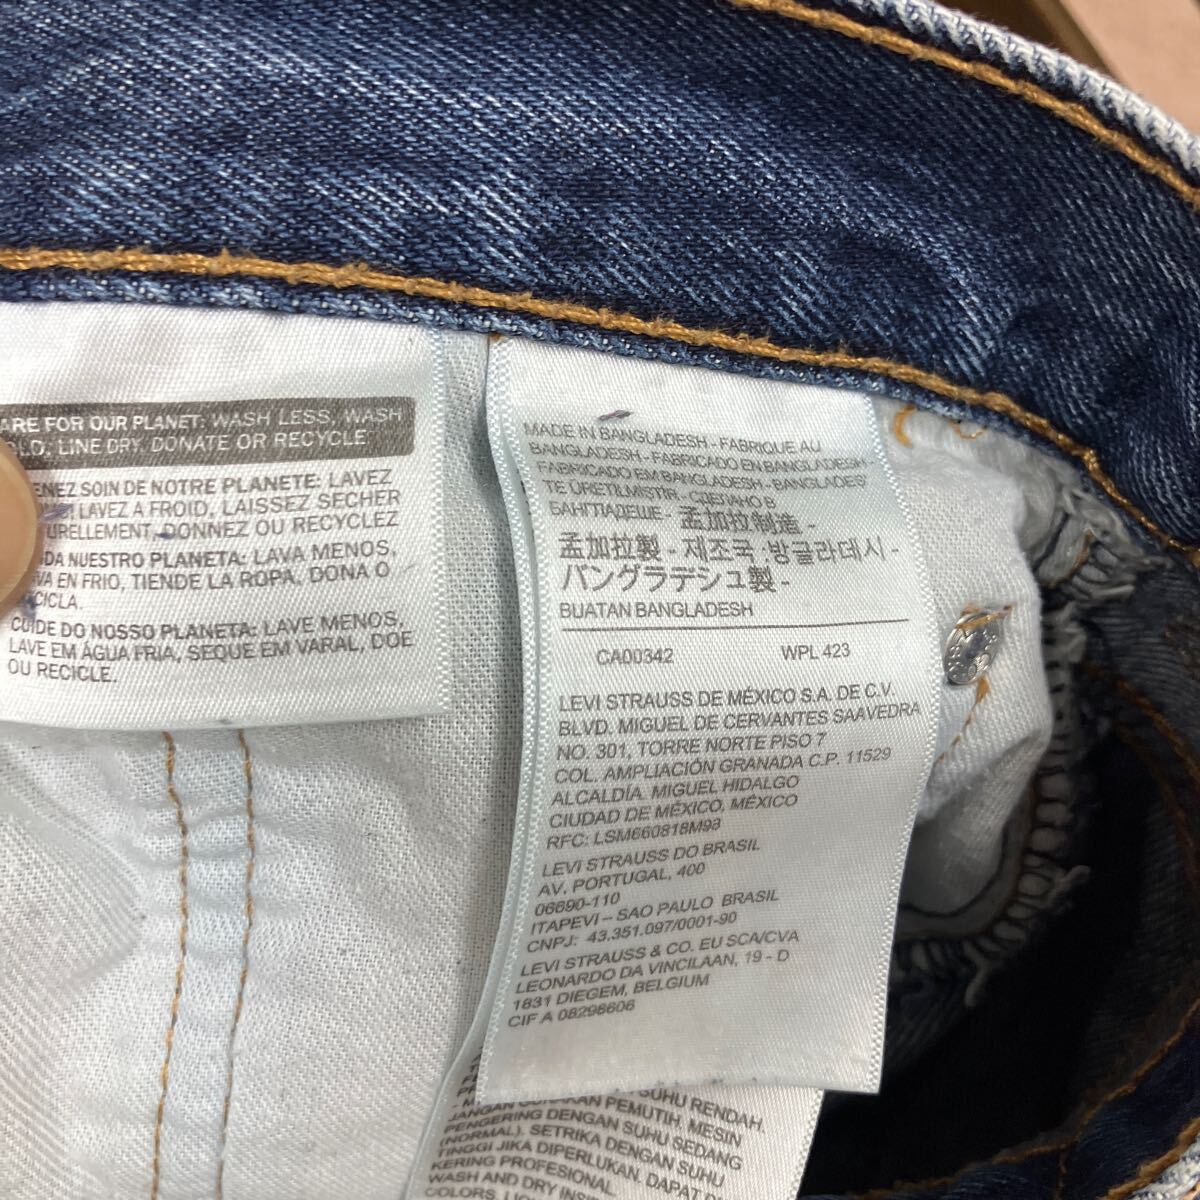 ARE FOR OUR PLANET: WASH LESS, WASH
LD, LINE DRY, DONATE OR RECYCLE
ENEZ SOIN DE NOTRE PLANETE: LAVEZ
LAVEZ A FROID, LAISSEZ SECHER
URELLEMENT, DONNEZ OU RECYCLEZ
DA NUESTRO PLANETA: LAVA MENOS,
VA EN FRIO, TIENDE LA ROPA, DONA O
CICLA.
CUIDE DO NOSSO PLANETA: LAVE MENOS,
LAVE EM ÁGUA FRIA, SEQUE EM VARAL, DOE
OU RECICLE.
MADE IN BANGLADESH - FABRIQUE AU
BANGLADESH - FABRICADO EN BANGLADESH
FABRICADO EM BANGLADESH - BANGLADES'
TE ÜRETILMISTIR - СДЕЛАНО В
БАНГЛАДЕШЕ - 孟加拉制造 -
孟加拉製 - 제조국 방글라데시 -
バングラデシュ製 -
BUATAN BANGLADESH
CA00342 WPL 423
LEVI STRAUSS DE MÉXICO S.A. DE C.V.
BLVD. MIGUEL DE CERVANTES SAAVEDRA
NO. 301, TORRE NORTE PISO 7
COL. AMPLIACIÓN GRANADA C.P. 11529
ALCALDÍA MIGUEL HIDALGO
CIUDAD DE MÉXICO, MÉXICO
RFC: LSM660818M98
LEVI STRAUSS DO BRASIL
AV. PORTUGAL, 400
06690-110
ITAPEVI – SAO PAULO BRASIL
CNPJ: 43.351.097/0001-90
LEVI STRAUSS & CO. EU SCA/CVA
LEONARDO DA VINCILAAN, 19 - D
1831 DIEGEM, BELGIUM
CIF A 08298606
SUHU RENDAH.
JANGAN GUNAKAN PEMUTIH. MESIN
PENGERING DENGAN SUHU SEDANG
(NORMAL). SETRIKA DENGAN SUHU
TINGGI JIKA DIPERLUKAN. DAPAT D
KERING PROFESIONAL.
WASH AND DRY INSI
COLORS.